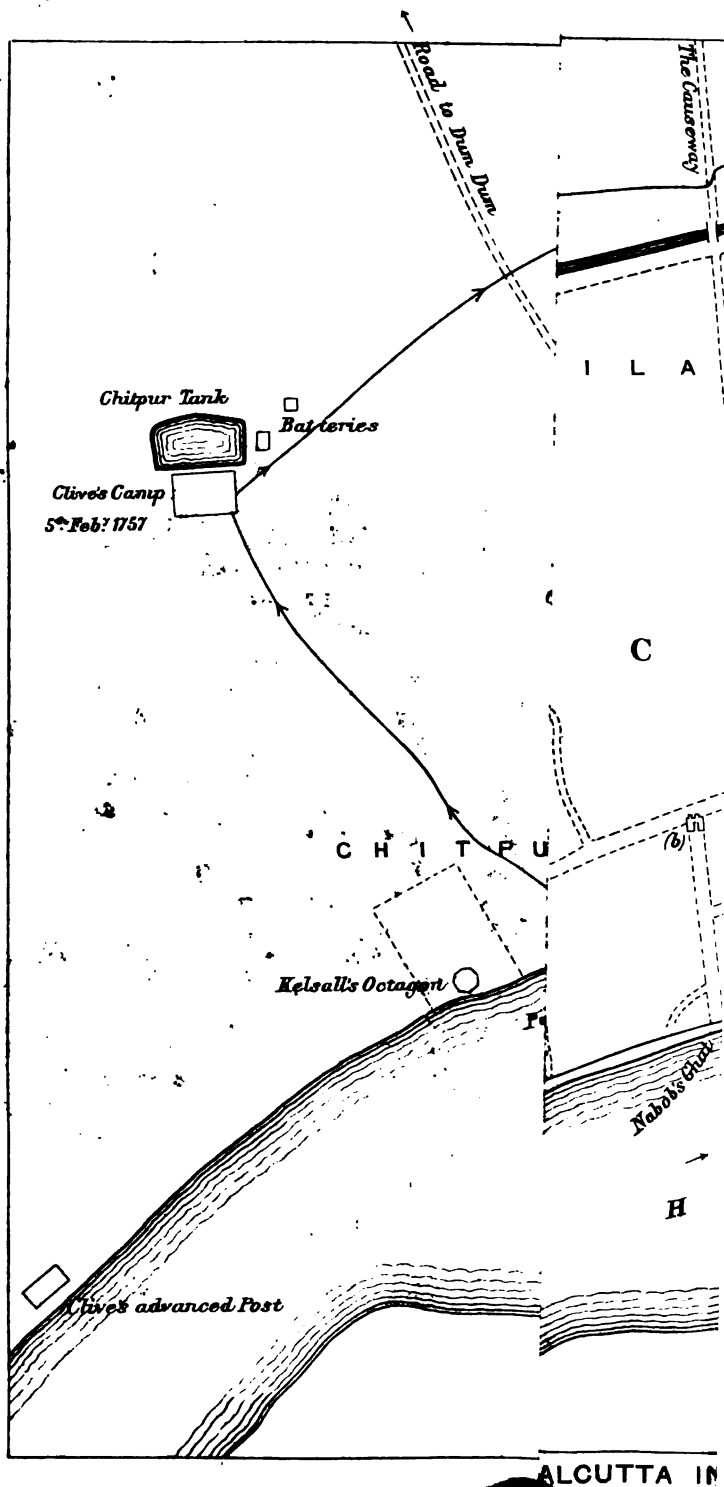 Road to Dum Dum
The Causeway
I L A
Chitpur Tank
Batteries
Clive's Camp
5th Feby. 1757
C
C H I T P U
(b)
Kelsall's Octagon
Nabob's Ghat
H
Clive's advanced Post
ALCUTTA IN